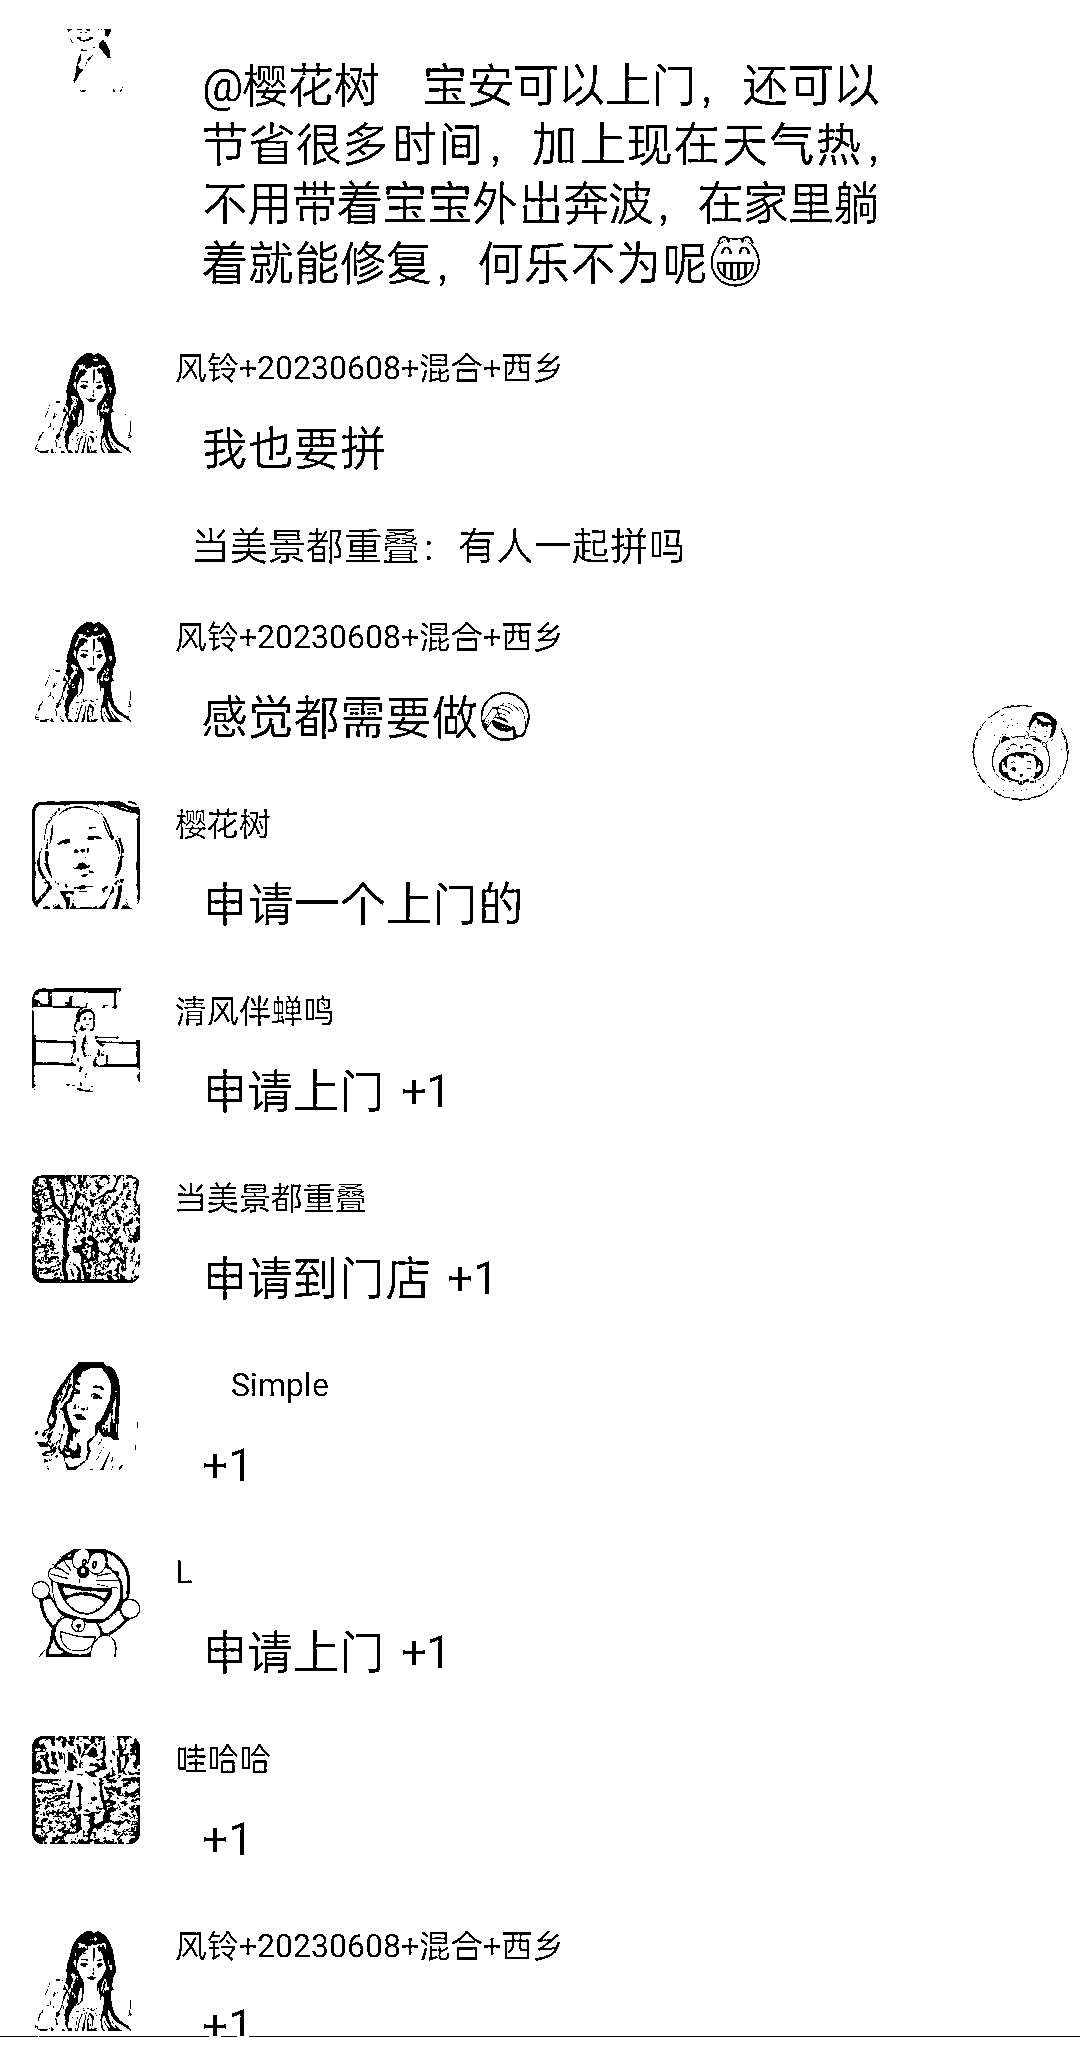 @樱花树 宝安可以上门，还可以
节省很多时间，加上现在天气热，
不用带着宝宝外出奔波，在家里躺
着就能修复，何乐不为呢😁
风铃+20230608+混合+西乡
我也要拼
当美景都重叠：有人一起拼吗
风铃+20230608+混合+西乡
感觉都需要做🤦
樱花树
申请一个上门的
清风伴蝉鸣
申请上门 +1
当美景都重叠
申请到门店 +1
Simple
+1
L
申请上门 +1
哇哈哈
+1
风铃+20230608+混合+西乡
+1